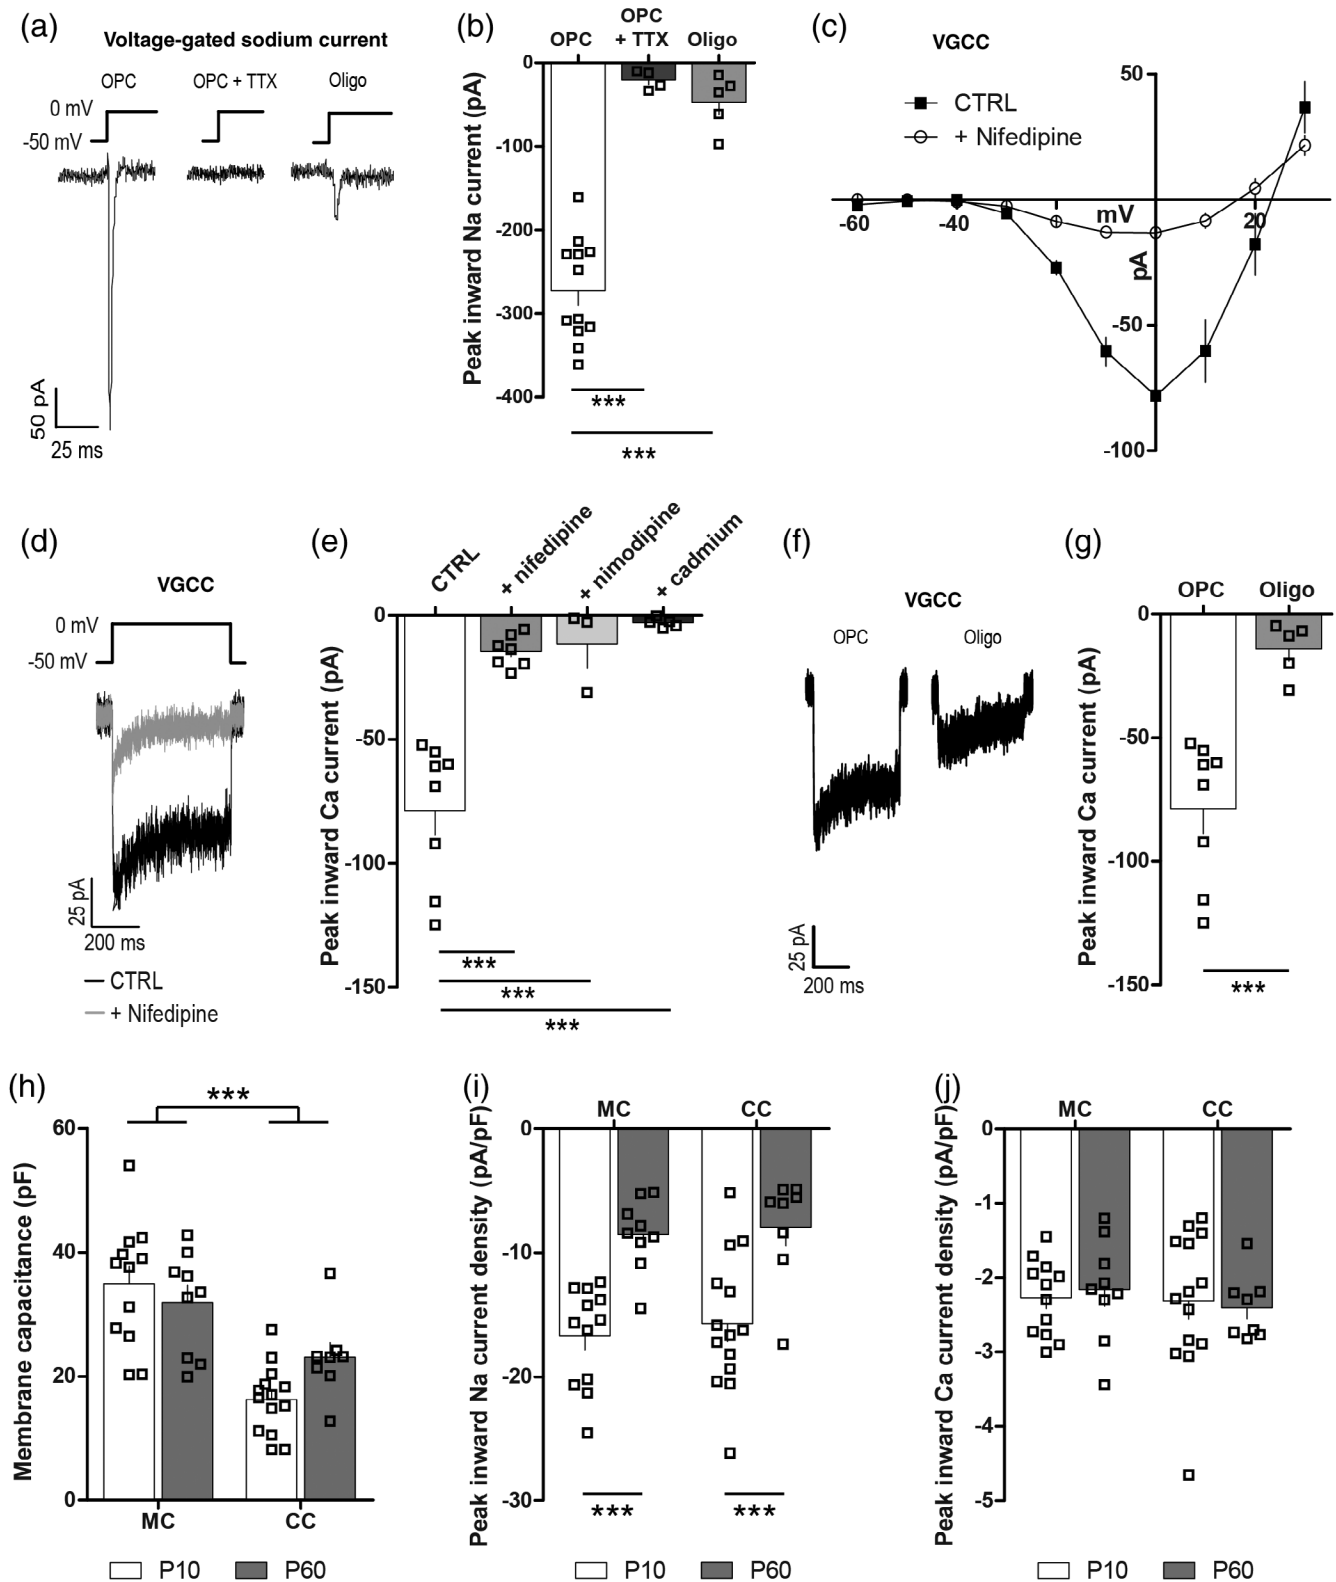 (a)
Voltage-gated sodium current
OPC
OPC + TTX
Oligo
0 mV
-50 mV
50 pA
25 ms
(b)
OPC
OPC
+ TTX
Oligo
Peak inward Na current (pA)
0
-100
-200
-300
-400
***
***
(c)
VGCC
CTRL
+ Nifedipine
50
-60
-40
mV
20
pA
-50
-100
(d)
VGCC
0 mV
-50 mV
25 pA
200 ms
CTRL
+ Nifedipine
(e)
CTRL
+ nifedipine
+ nimodipine
+ cadmium
Peak inward Ca current (pA)
0
-50
-100
-150
***
***
***
(f)
VGCC
OPC
Oligo
25 pA
200 ms
(g)
OPC
Oligo
Peak inward Ca current (pA)
0
-50
-100
-150
***
(h)
***
Membrane capacitance (pF)
60
40
20
0
MC
CC
P10
P60
(i)
MC
CC
Peak inward Na current density (pA/pF)
0
-10
-20
-30
***
***
P10
P60
(j)
MC
CC
Peak inward Ca current density (pA/pF)
0
-1
-2
-3
-4
-5
P10
P60